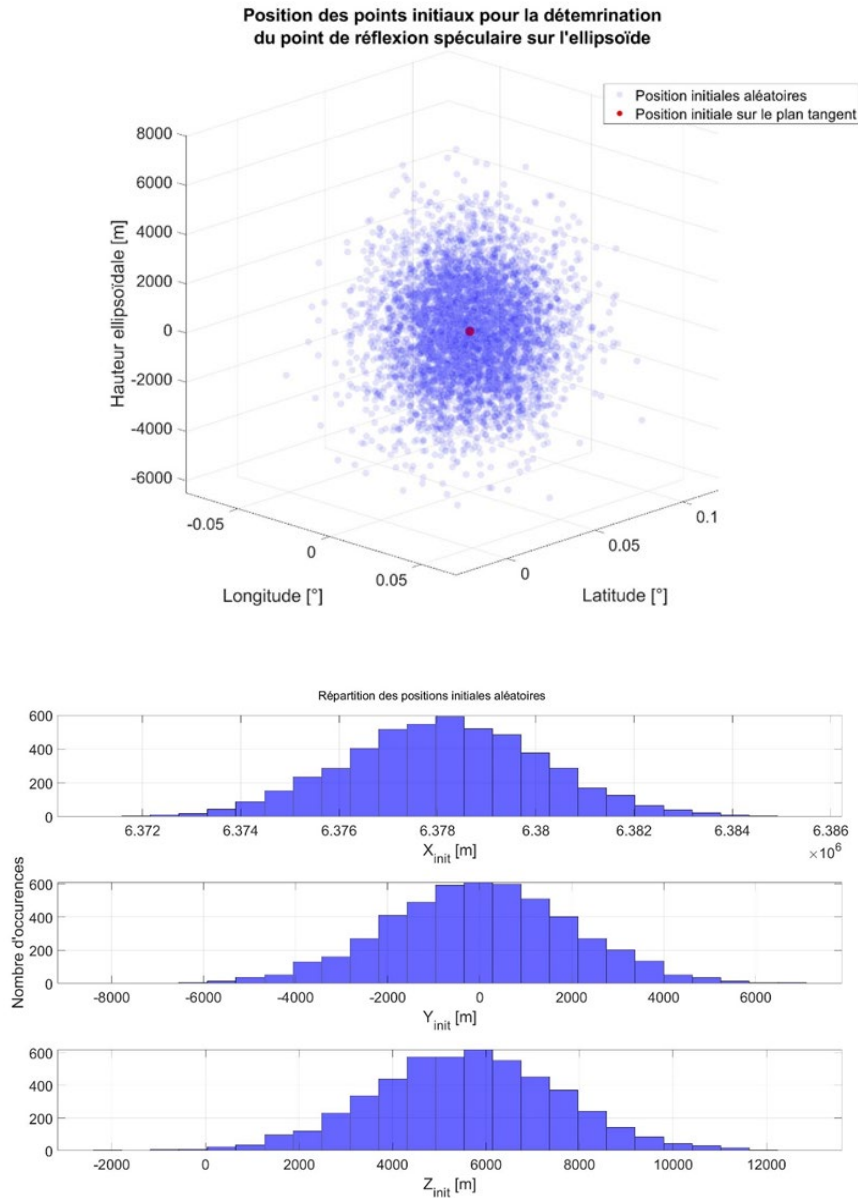 Position des points initiaux pour la détemrination
du point de réflexion spéculaire sur l'ellipsoïde
Position initiales aléatoires
Position initiale sur le plan tangent
8000
6000
4000
2000
0
-2000
-4000
-6000
Hauteur ellipsoïdale [m]
-0.05
0
0.05
Longitude [°]
0
0.05
0.1
Latitude [°]
Répartition des positions initiales aléatoires
600
400
200
0
6.372 6.374 6.376 6.378 6.38 6.382 6.384 6.386
×10⁶
X_init [m]
Nombre d'occurences
600
400
200
0
-8000 -6000 -4000 -2000 0 2000 4000 6000
Y_init [m]
600
400
200
0
-2000 0 2000 4000 6000 8000 10000 12000
Z_init [m]